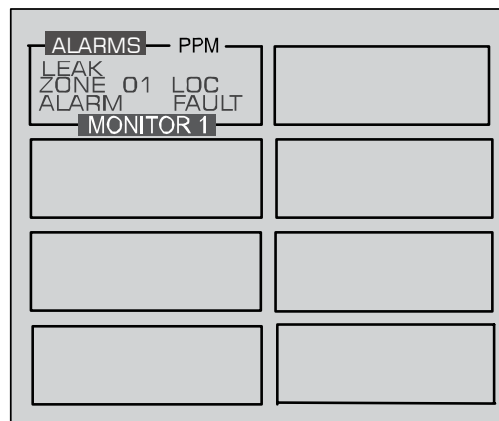 ALARMS PPM
LEAK
ZONE 01 LOC
ALARM FAULT
MONITOR 1